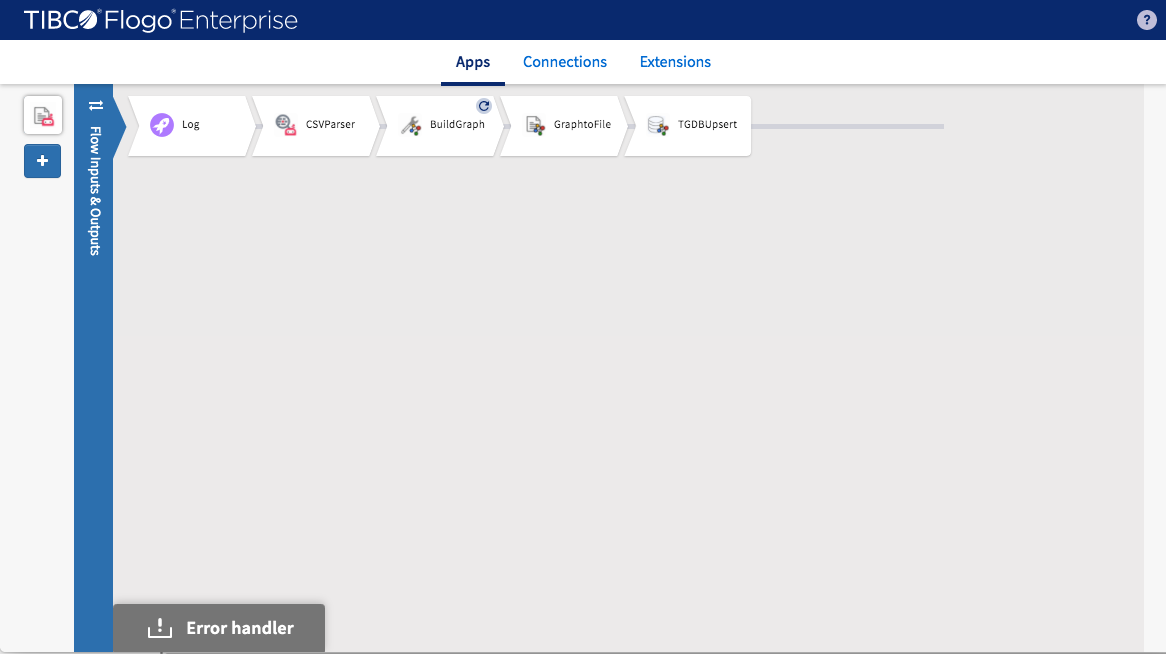 TIBCO® Flogo® Enterprise
?
Apps Connections Extensions
+
Flow Inputs & Outputs
Log CSVParser BuildGraph GraphtoFile TGDBUpsert
Error handler